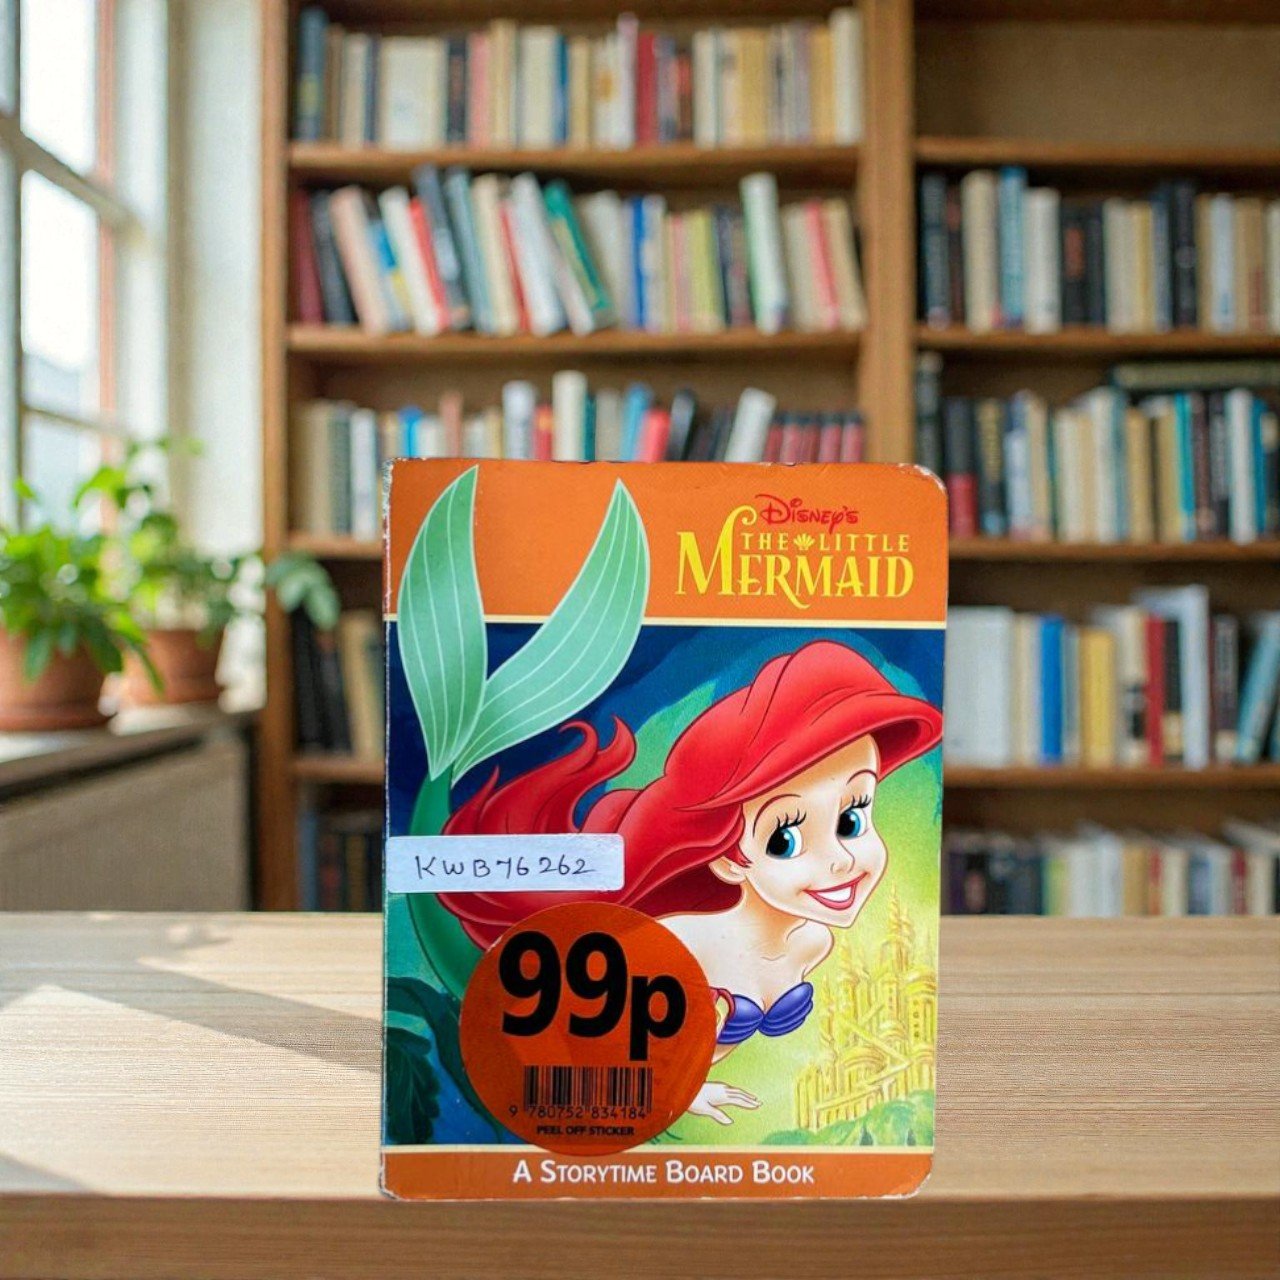 DISNEY'S
THE LITTLE
MERMAID
KWB76262
99p
9 780752 834184
PEEL OFF STICKER
A STORYTIME BOARD BOOK